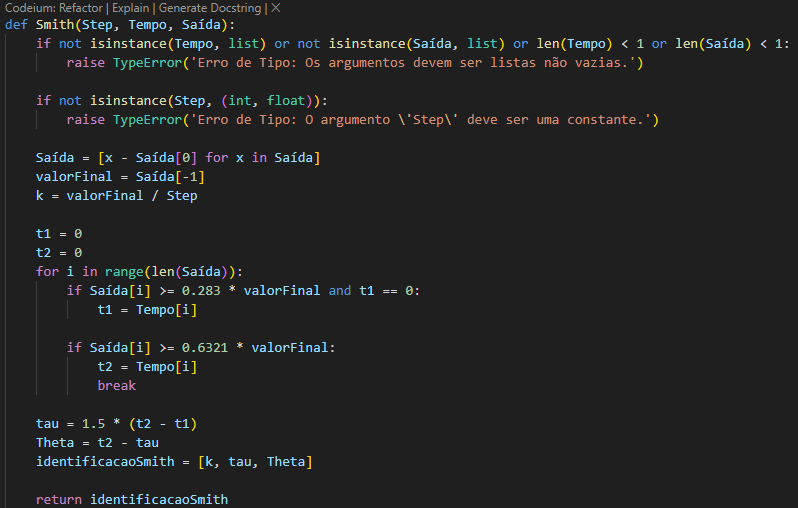 Codeium: Refactor | Explain | Generate Docstring | ✕
def Smith(Step, Tempo, Saída):
    if not isinstance(Tempo, list) or not isinstance(Saída, list) or len(Tempo) < 1 or len(Saída) < 1:
        raise TypeError('Erro de Tipo: Os argumentos devem ser listas não vazias.')

    if not isinstance(Step, (int, float)):
        raise TypeError('Erro de Tipo: O argumento \'Step\' deve ser uma constante.')

    Saída = [x - Saída[0] for x in Saída]
    valorFinal = Saída[-1]
    k = valorFinal / Step

    t1 = 0
    t2 = 0
    for i in range(len(Saída)):
        if Saída[i] >= 0.283 * valorFinal and t1 == 0:
            t1 = Tempo[i]

        if Saída[i] >= 0.6321 * valorFinal:
            t2 = Tempo[i]
            break

    tau = 1.5 * (t2 - t1)
    Theta = t2 - tau
    identificacaoSmith = [k, tau, Theta]

    return identificacaoSmith